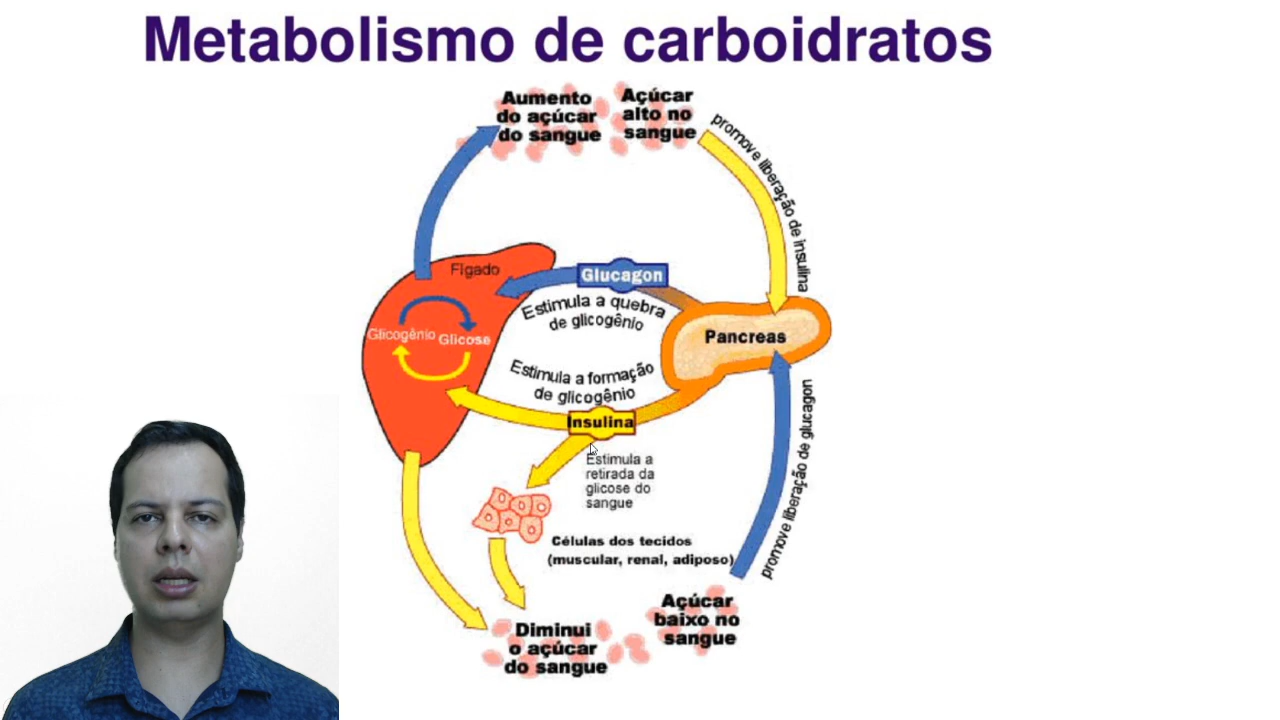 Metabolismo de carboidratos
Aumento
do açúcar
do sangue
Açúcar
alto no
sangue
promove liberação de insulina
Fígado
Glucagon
Estimula a quebra
de glicogênio
Glicogênio
Glicose
Pancreas
Estimula a formação
de glicogênio
Insulina
Estimula a
retirada da
glicose do
sangue
promove liberação de glucagon
Células dos tecidos
(muscular, renal, adiposo)
Açúcar
baixo no
sangue
Diminui
o açúcar
do sangue